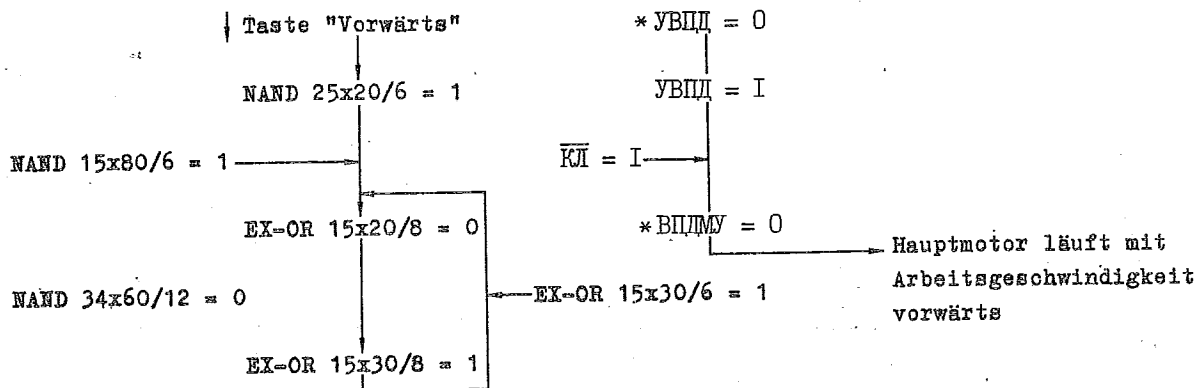 Taste "Vorwärts"
NAND 25x20/6 = 1
NAND 15x80/6 = 1
EX-OR 15x20/8 = 0
NAND 34x60/12 = 0
EX-OR 15x30/6 = 1
EX-OR 15x30/8 = 1
*УВПД = 0
УВПД = I
К̅Л̅ = I
*ВПДМУ = 0
Hauptmotor läuft mit
Arbeitsgeschwindigkeit
vorwärts